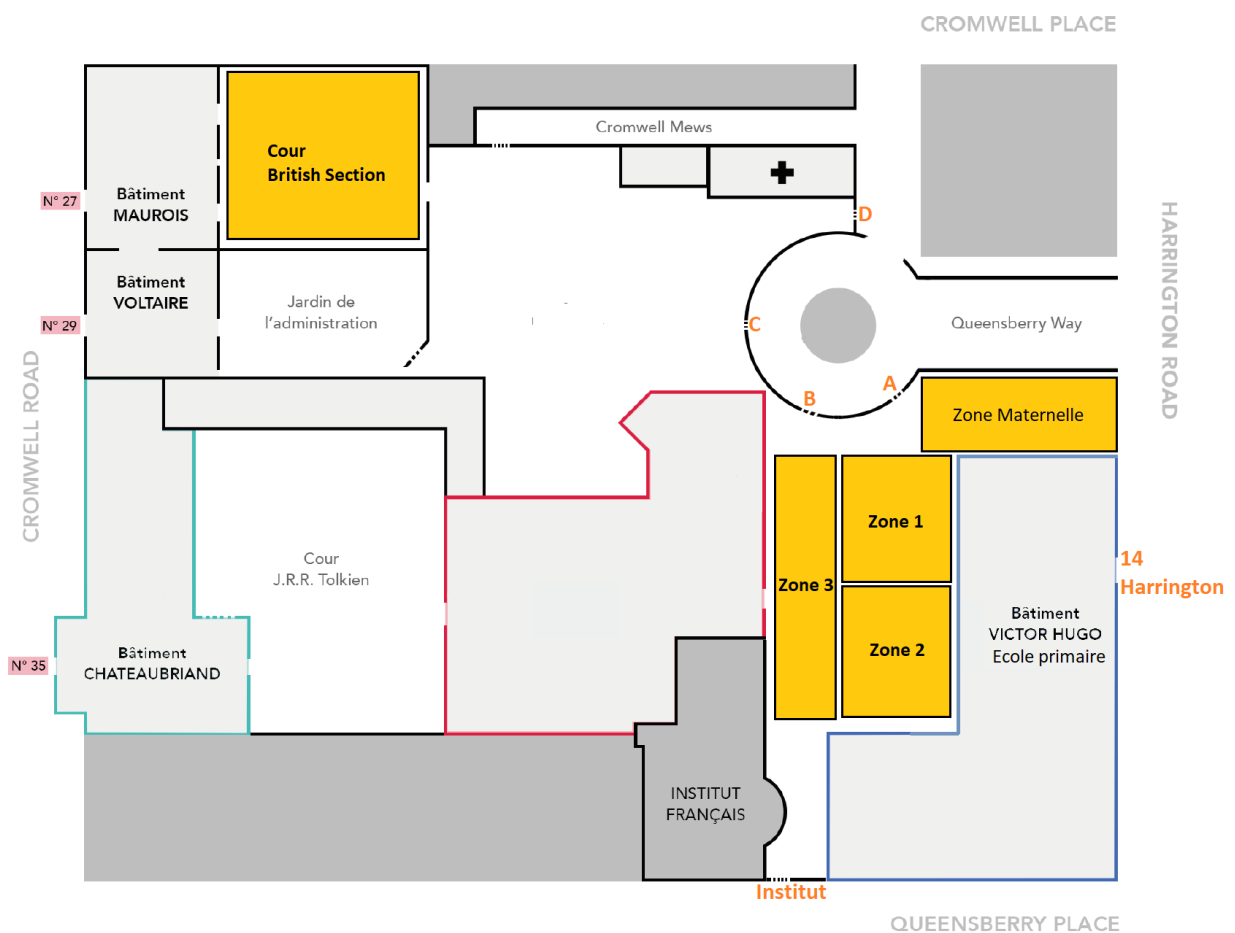 CROMWELL PLACE
Cromwell Mews
Cour
British Section
N° 27
Bâtiment
MAUROIS
D
Bâtiment
VOLTAIRE
N° 29
Jardin de
l'administration
C
Queensberry Way
HARRINGTON ROAD
CROMWELL ROAD
B
A
Zone Maternelle
Zone 1
Zone 3
Zone 2
Cour
J.R.R. Tolkien
14
Harrington
Bâtiment
VICTOR HUGO
Ecole primaire
N° 35
Bâtiment
CHATEAUBRIAND
INSTITUT
FRANÇAIS
Institut
QUEENSBERRY PLACE